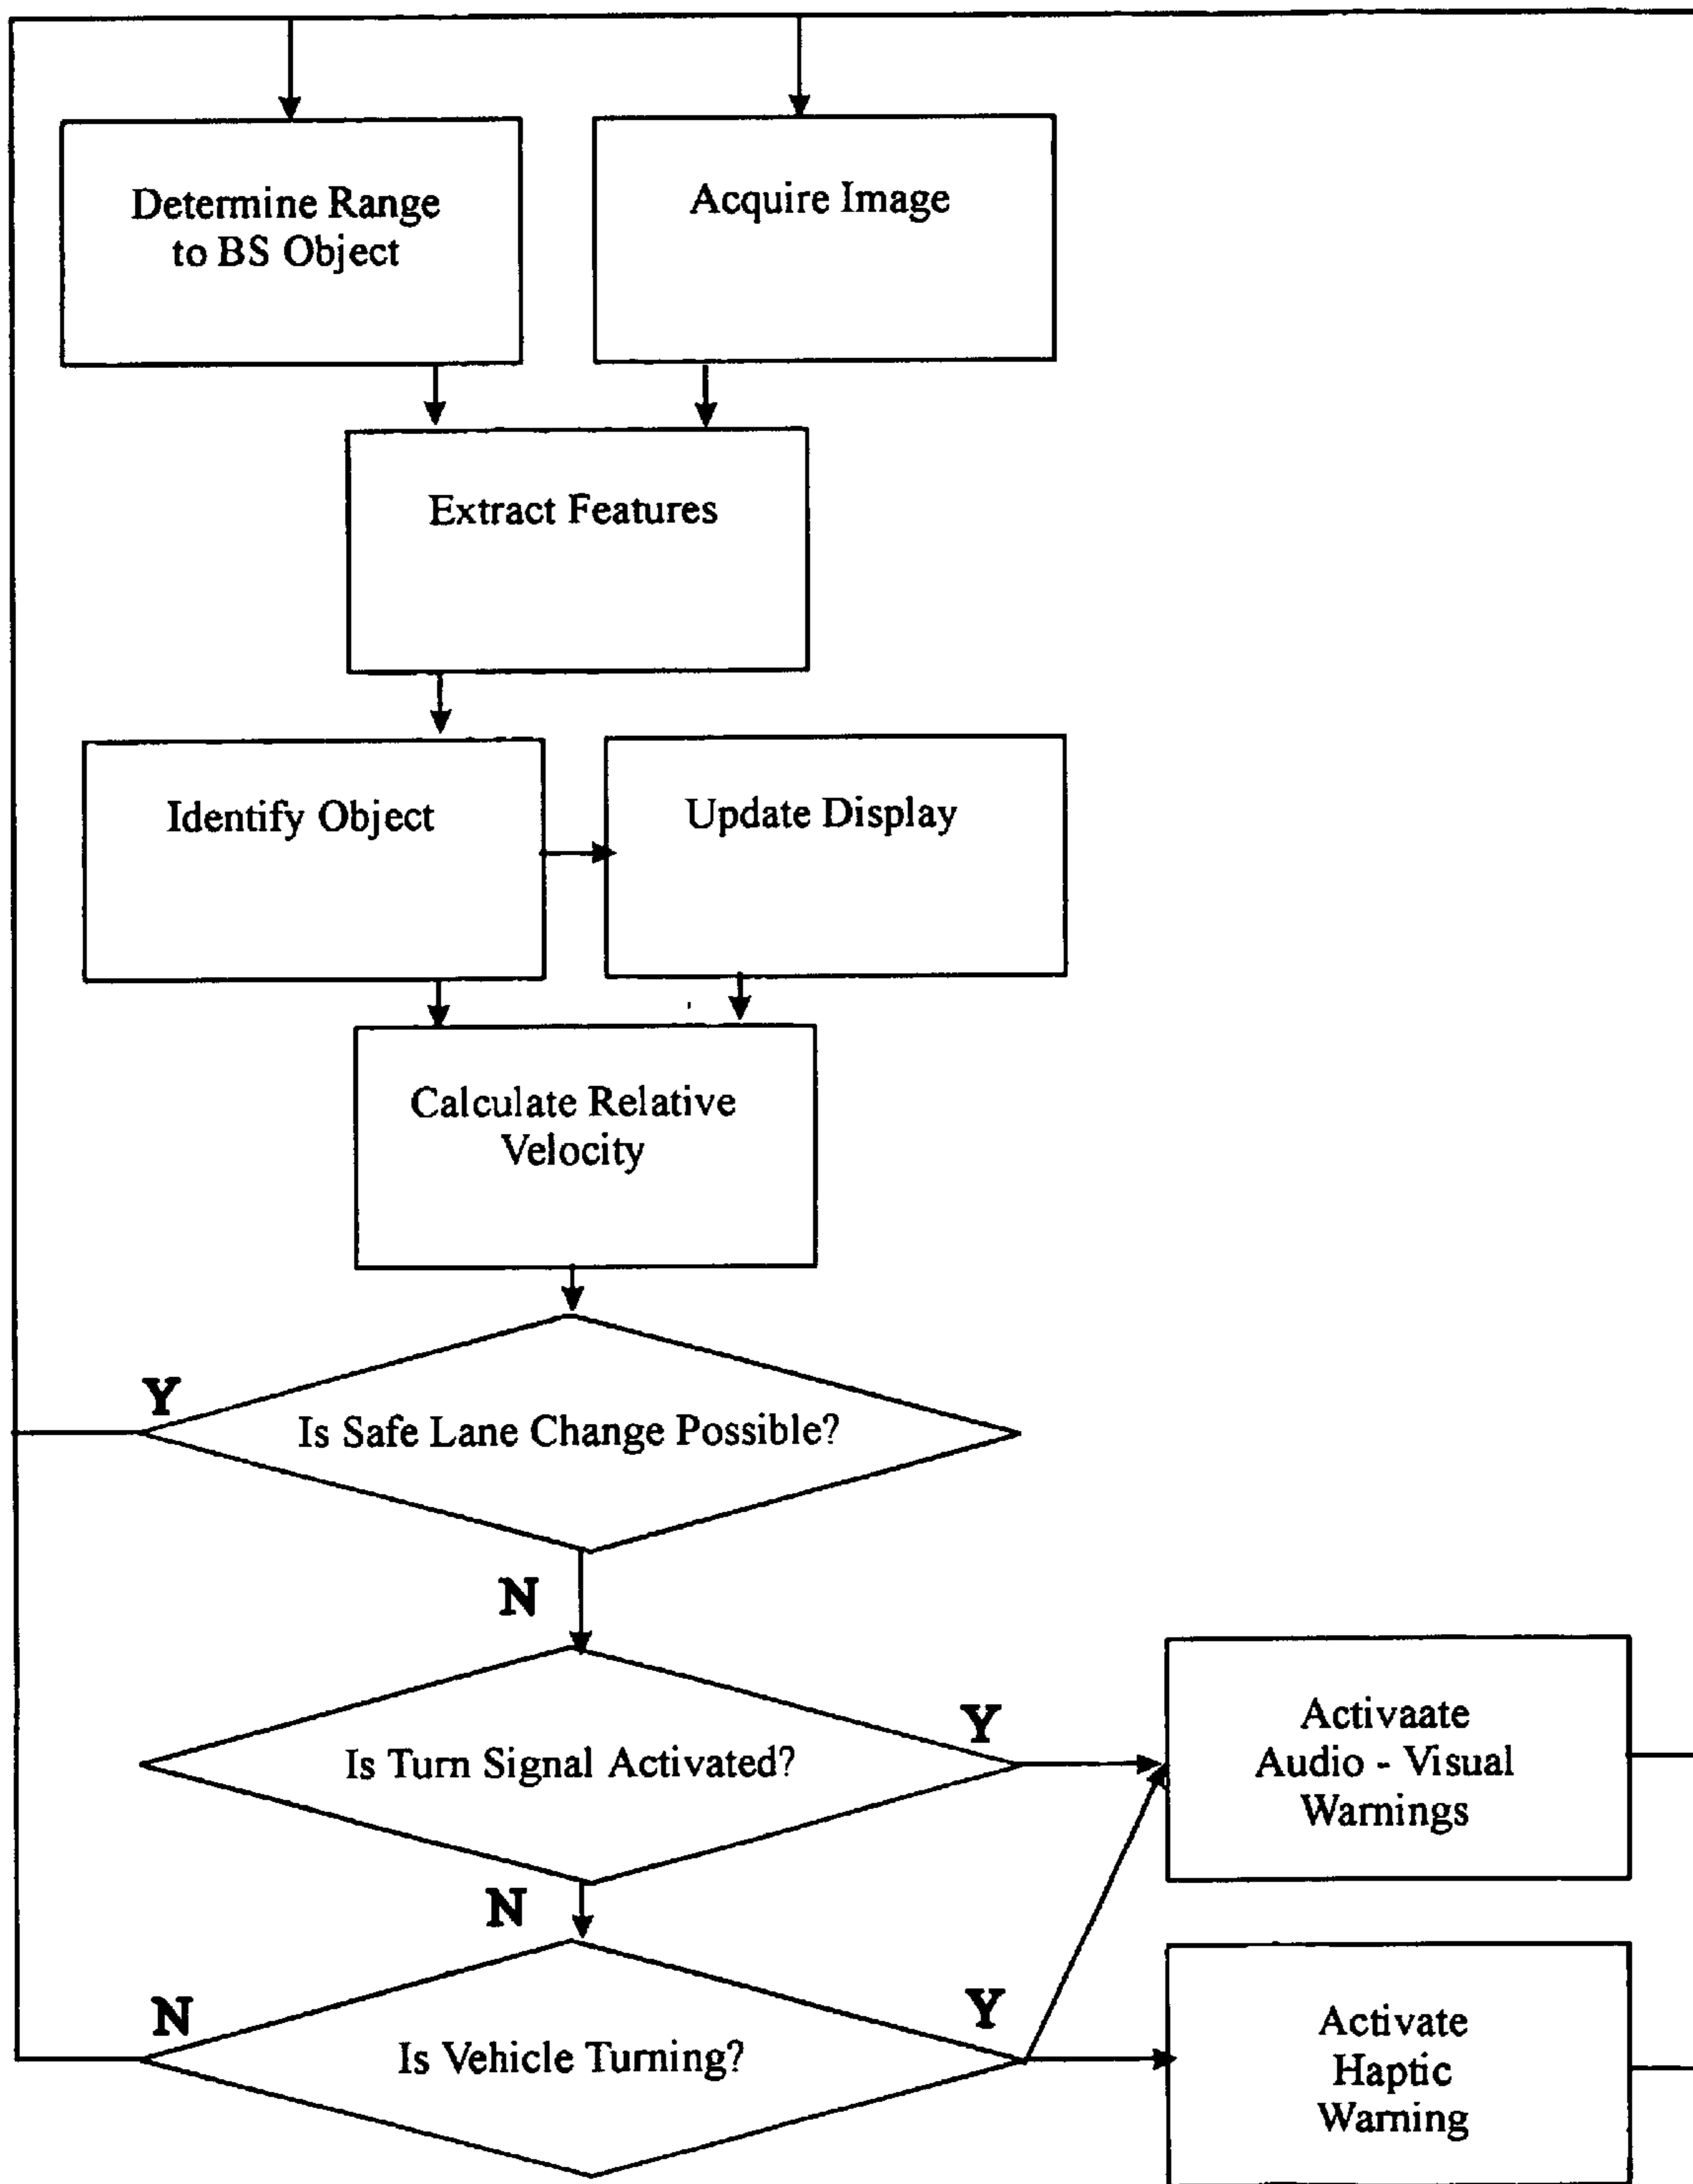 Determine Range
to BS Object
Acquire Image
Extract Features
Identify Object
Update Display
Calculate Relative
Velocity
Y
Is Safe Lane Change Possible?
N
Y
Is Turn Signal Activated?
Activaate
Audio - Visual
Warnings
N
N
Y
Is Vehicle Turning?
Activate
Haptic
Warning